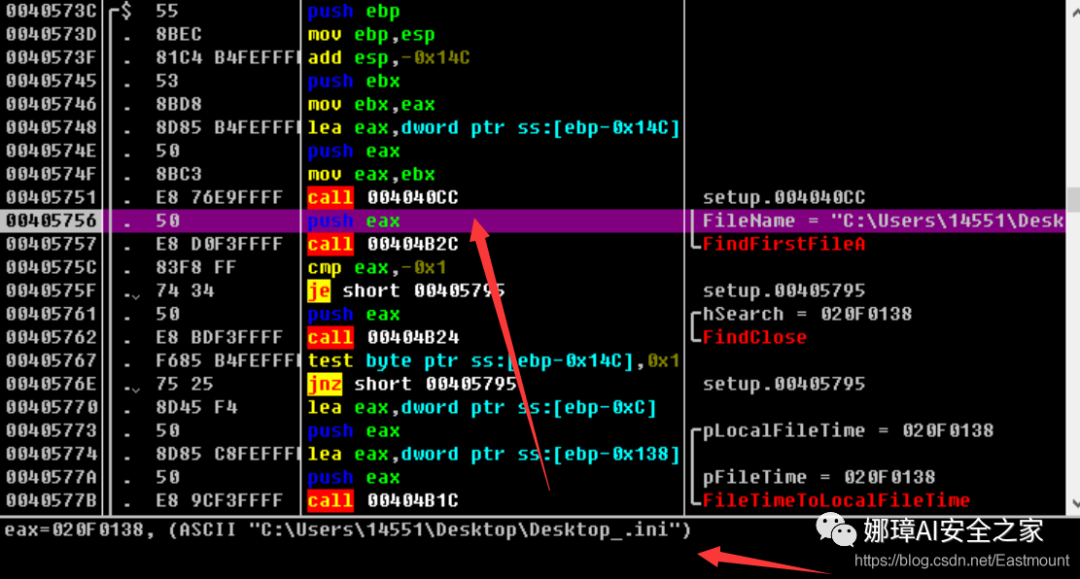 0040573C $ 55 push ebp
0040573D . 8BEC mov ebp,esp
0040573F . 81C4 B4FEFFFI add esp,-0x14C
00405745 . 53 push ebx
00405746 . 8BD8 mov ebx,eax
00405748 . 8D85 B4FEFFFI lea eax,dword ptr ss:[ebp-0x14C]
0040574E . 50 push eax
0040574F . 8BC3 mov eax,ebx
00405751 . E8 76E9FFFF call 004040CC setup.004040CC
00405756 . 50 push eax FileName = "C:\Users\14551\Desk
00405757 . E8 D0F3FFFF call 00404B2C FindFirstFileA
0040575C . 83F8 FF cmp eax,-0x1
0040575F . 74 34 je short 00405795 setup.00405795
00405761 . 50 push eax hSearch = 020F0138
00405762 . E8 BDF3FFFF call 00404B24 FindClose
00405767 . F685 B4FEFFFI test byte ptr ss:[ebp-0x14C],0x1
0040576E . 75 25 jnz short 00405795 setup.00405795
00405770 . 8D45 F4 lea eax,dword ptr ss:[ebp-0xC]
00405773 . 50 push eax pLocalFileTime = 020F0138
00405774 . 8D85 C8FEFFFI lea eax,dword ptr ss:[ebp-0x138]
0040577A . 50 push eax pFileTime = 020F0138
0040577B . E8 9CF3FFFF call 00404B1C FileTimeToLocalFileTime
eax=020F0138, (ASCII "C:\Users\14551\Desktop\Desktop_.ini")
娜璋AI安全之家
https://blog.csdn.net/Eastmount